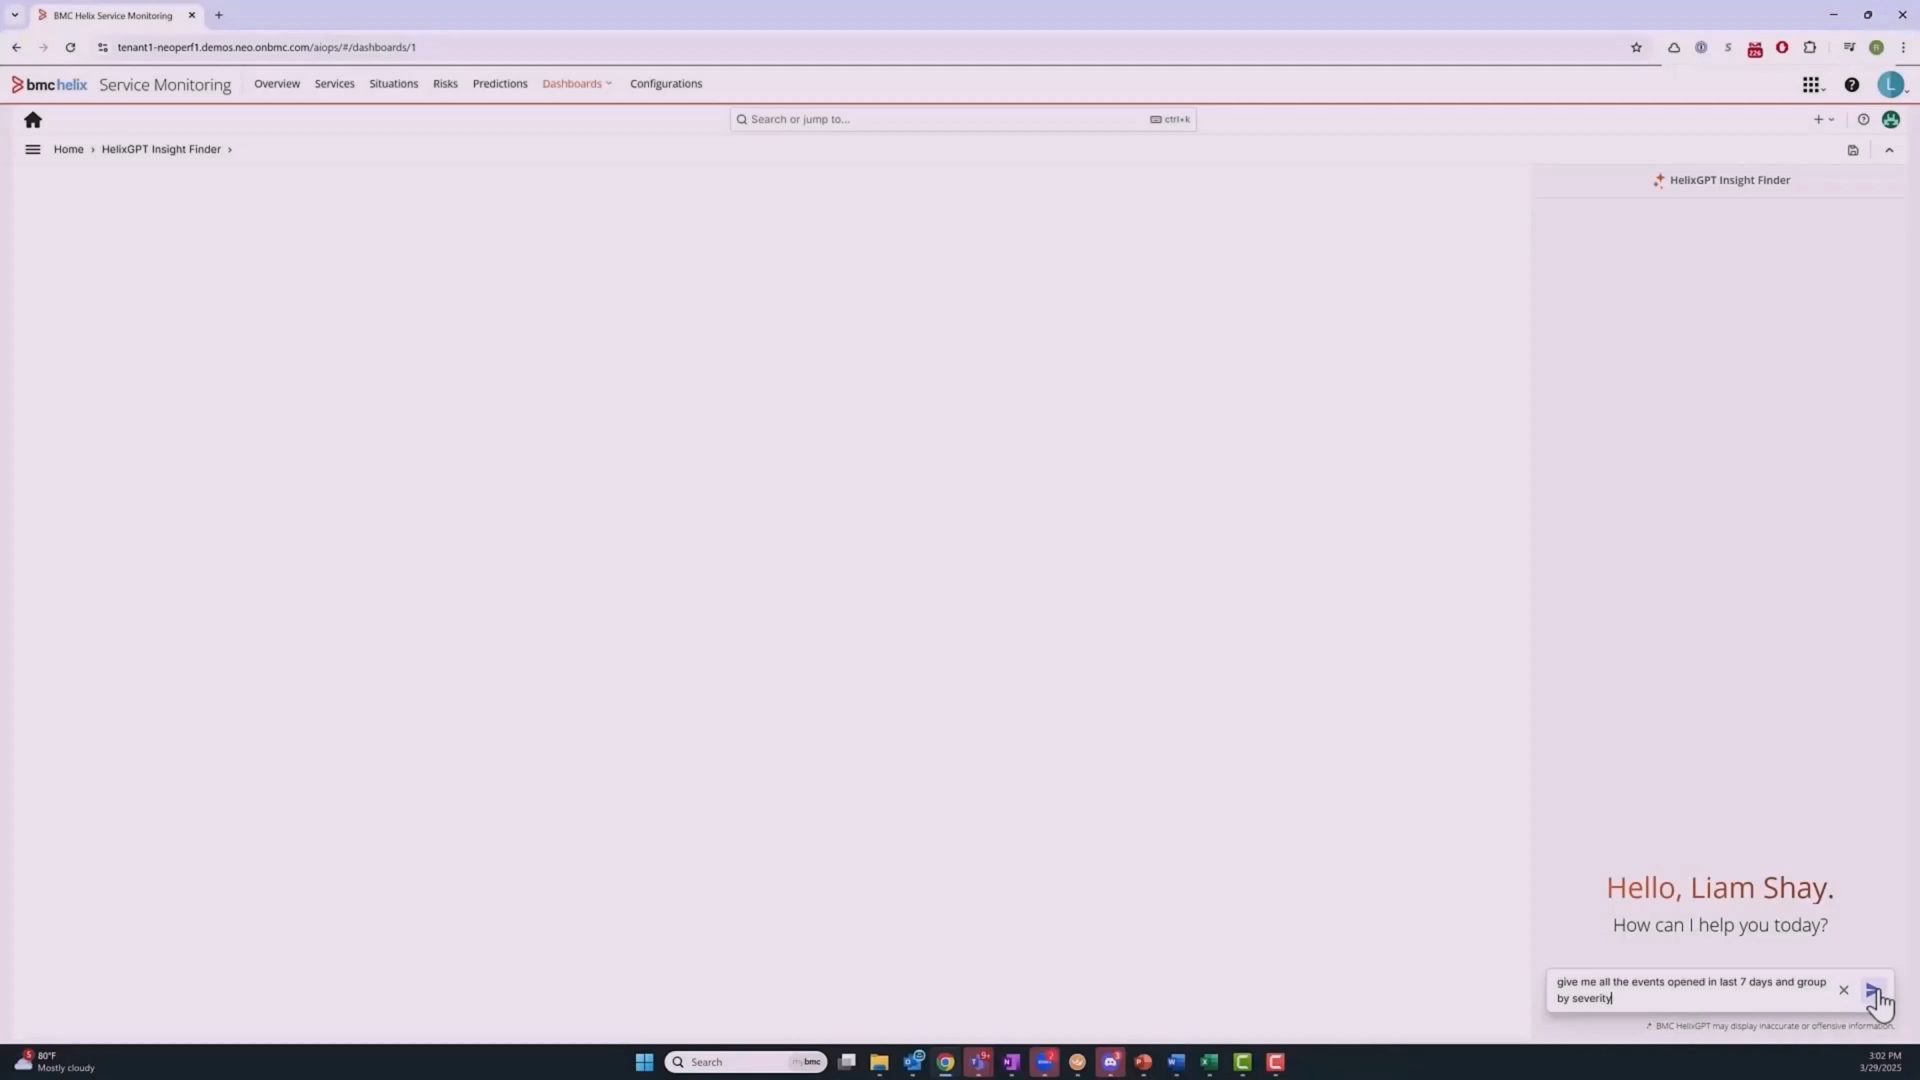 BMC Helix Service Monitoring
tenant1-neoperf1.demos.neo.onbmc.com/aiops/#/dashboards/1
226
R
bmchelix Service Monitoring
Overview Services Situations Risks Predictions Dashboards Configurations
L
Search or jump to... ctrl+k
Home › HelixGPT Insight Finder ›
HelixGPT Insight Finder
Hello, Liam Shay.
How can I help you today?
give me all the events opened in last 7 days and group
by severity
BMC HelixGPT may display inaccurate or offensive information.
80°F
Mostly cloudy
Search
bmc
3:02 PM
3/29/2025